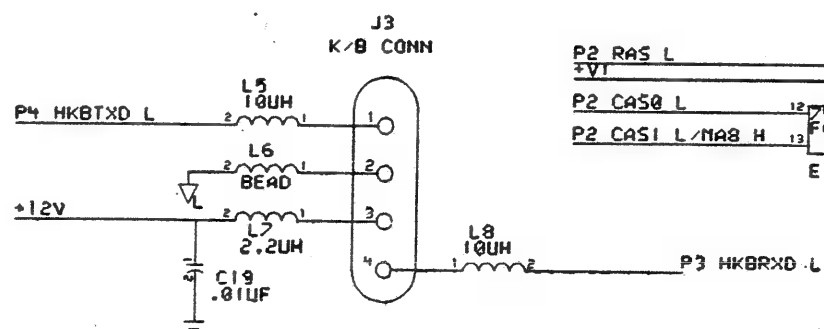 J3
K/B CONN
P2 RAS L
+V1
P2 CAS0 L
12
P2 CAS1 L/MA8 H
13
E
L5
10UH
P4 HKBTXD L
2
1
1
L6
2
1
2
BEAD
L
+12V
2
1
3
L7
2.2UH
L8
10UH
4
1
2
P3 HKBRXD L
1
2
C19
.01UF